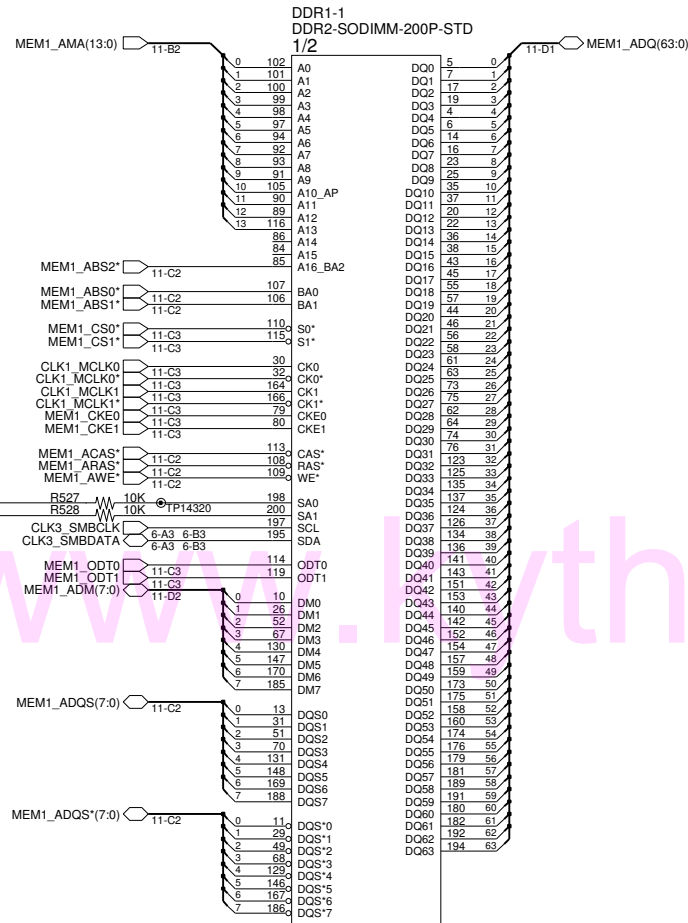 DDR1-1
DDR2-SODIMM-200P-STD
1/2
MEM1_AMA(13:0) 11-B2
0 102 A0
1 101 A1
2 100 A2
3 99 A3
4 98 A4
5 97 A5
6 94 A6
7 92 A7
8 93 A8
9 91 A9
10 105 A10_AP
11 90 A11
12 89 A12
13 116 A13
86 A14
84 A15
MEM1_ABS2* 11-C2 85 A16_BA2
MEM1_ABS0* 11-C2 107 BA0
MEM1_ABS1* 11-C2 106 BA1
MEM1_CS0* 11-C3 110 S0*
MEM1_CS1* 11-C3 115 S1*
CLK1_MCLK0 11-C3 30 CK0
CLK1_MCLK0* 11-C3 32 CK0*
CLK1_MCLK1 11-C3 164 CK1
CLK1_MCLK1* 11-C3 166 CK1*
MEM1_CKE0 11-C3 79 CKE0
MEM1_CKE1 11-C3 80 CKE1
MEM1_ACAS* 11-C2 113 CAS*
MEM1_ARAS* 11-C2 108 RAS*
MEM1_AWE* 11-C2 109 WE*
R527 10K TP14320 198 SA0
R528 10K 200 SA1
CLK3_SMBCLK 6-A3 6-B3 197 SCL
CLK3_SMBDATA 6-A3 6-B3 195 SDA
MEM1_ODT0 11-C3 114 ODT0
MEM1_ODT1 11-C3 119 ODT1
MEM1_ADM(7:0) 11-D2
0 10 DM0
1 26 DM1
2 52 DM2
3 67 DM3
4 130 DM4
5 147 DM5
6 170 DM6
7 185 DM7
MEM1_ADQS(7:0) 11-C2
0 13 DQS0
1 31 DQS1
2 51 DQS2
3 70 DQS3
4 131 DQS4
5 148 DQS5
6 169 DQS6
7 188 DQS7
MEM1_ADQS*(7:0) 11-C2
0 11 DQS*0
1 29 DQS*1
2 49 DQS*2
3 68 DQS*3
4 129 DQS*4
5 146 DQS*5
6 167 DQS*6
7 186 DQS*7
11-D1 MEM1_ADQ(63:0)
DQ0 5 0
DQ1 7 1
DQ2 17 2
DQ3 19 3
DQ4 4 4
DQ5 6 5
DQ6 14 6
DQ7 16 7
DQ8 23 8
DQ9 25 9
DQ10 35 10
DQ11 37 11
DQ12 20 12
DQ13 22 13
DQ14 36 14
DQ15 38 15
DQ16 43 16
DQ17 45 17
DQ18 55 18
DQ19 57 19
DQ20 44 20
DQ21 46 21
DQ22 56 22
DQ23 58 23
DQ24 61 24
DQ25 63 25
DQ26 73 26
DQ27 75 27
DQ28 62 28
DQ29 64 29
DQ30 74 30
DQ31 76 31
DQ32 123 32
DQ33 125 33
DQ34 135 34
DQ35 137 35
DQ36 124 36
DQ37 126 37
DQ38 134 38
DQ39 136 39
DQ40 141 40
DQ41 143 41
DQ42 151 42
DQ43 153 43
DQ44 140 44
DQ45 142 45
DQ46 152 46
DQ47 154 47
DQ48 157 48
DQ49 159 49
DQ50 173 50
DQ51 175 51
DQ52 158 52
DQ53 160 53
DQ54 174 54
DQ55 176 55
DQ56 179 56
DQ57 181 57
DQ58 189 58
DQ59 191 59
DQ60 180 60
DQ61 182 61
DQ62 192 62
DQ63 194 63
www.kyth